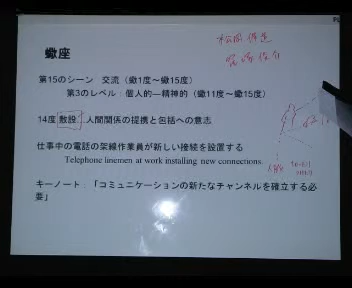 蠍座
松岡修造
第15のシーン 交流（蠍1度～蠍15度）
第3のレベル：個人的―精神的（蠍11度～蠍15度）
14度 敷設：人間関係の提携と包括への意志
仕事中の電話の架線作業員が新しい接続を設置する
Telephone linemen at work installing new connections.
キーノート：「コミュニケーションの新たなチャンネルを確立する必
要」